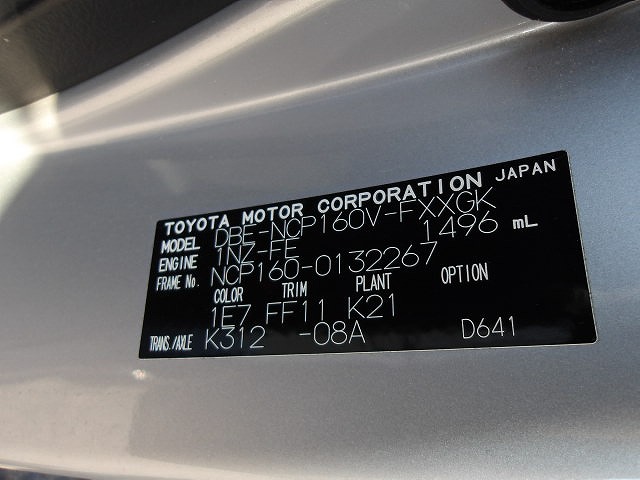 TOYOTA MOTOR CORPORATION JAPAN
MODEL DBE-NCP160V-FXXGK
ENGINE 1NZ-FE 1496 mL
FRAME No. NCP160-0132267
COLOR TRIM PLANT OPTION
1E7 FF11 K21
TRANS./AXLE K312 -08A D641